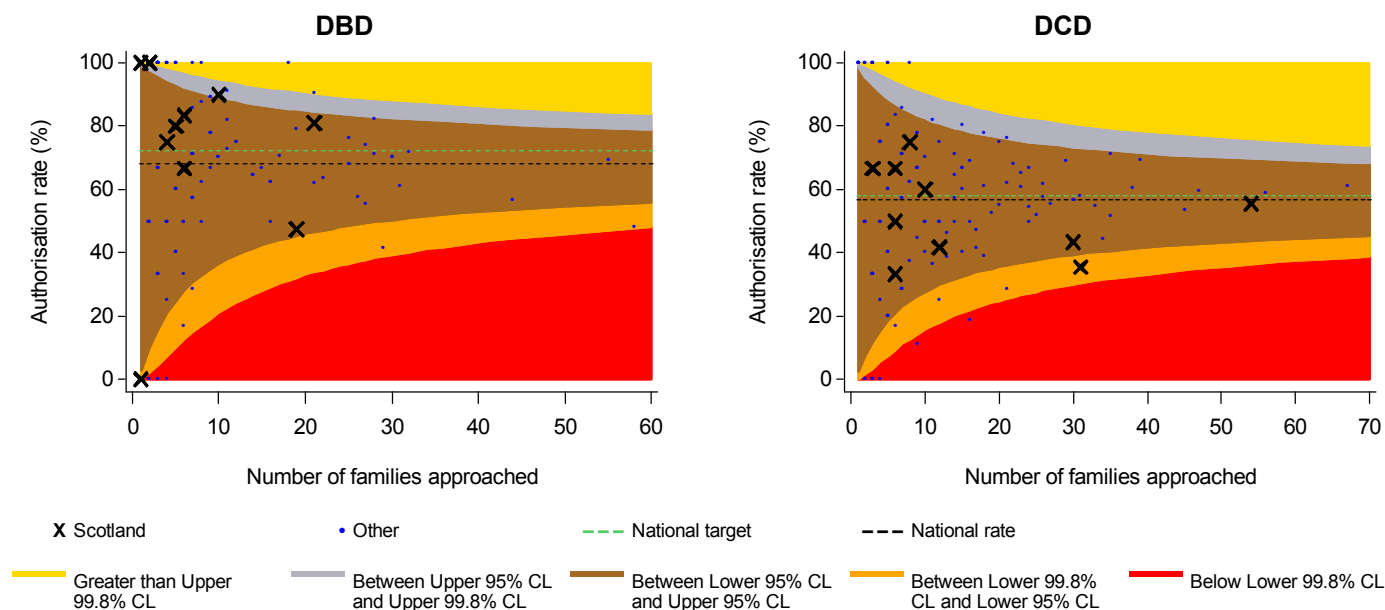 DBD
DCD
100
80
60
40
20
0
Authorisation rate (%)
0 10 20 30 40 50 60
Number of families approached
100
80
60
40
20
0
Authorisation rate (%)
0 10 20 30 40 50 60 70
Number of families approached
X Scotland
Other
National target
National rate
Greater than Upper
99.8% CL
Between Upper 95% CL
and Upper 99.8% CL
Between Lower 95% CL
and Upper 95% CL
Between Lower 99.8%
CL and Lower 95% CL
Below Lower 99.8% CL